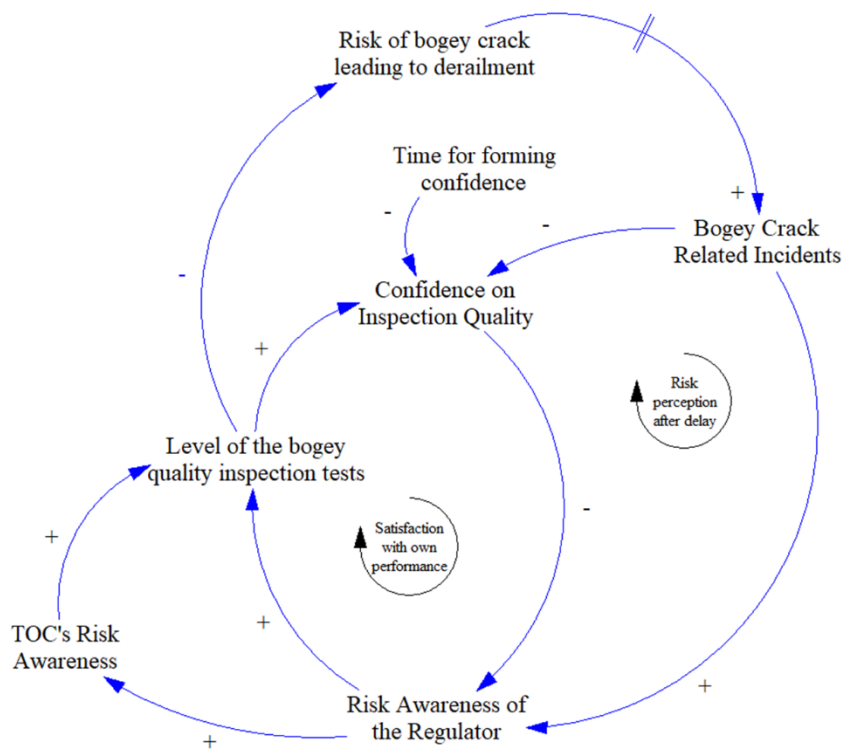 Risk of bogey crack
leading to derailment
Time for forming
confidence
+
-
-
Bogey Crack
Related Incidents
-
Confidence on
Inspection Quality
+
Risk
perception
after delay
Level of the bogey
quality inspection tests
-
Satisfaction
with own
performance
+
+
TOC's Risk
Awareness
+
Risk Awareness of
the Regulator
+